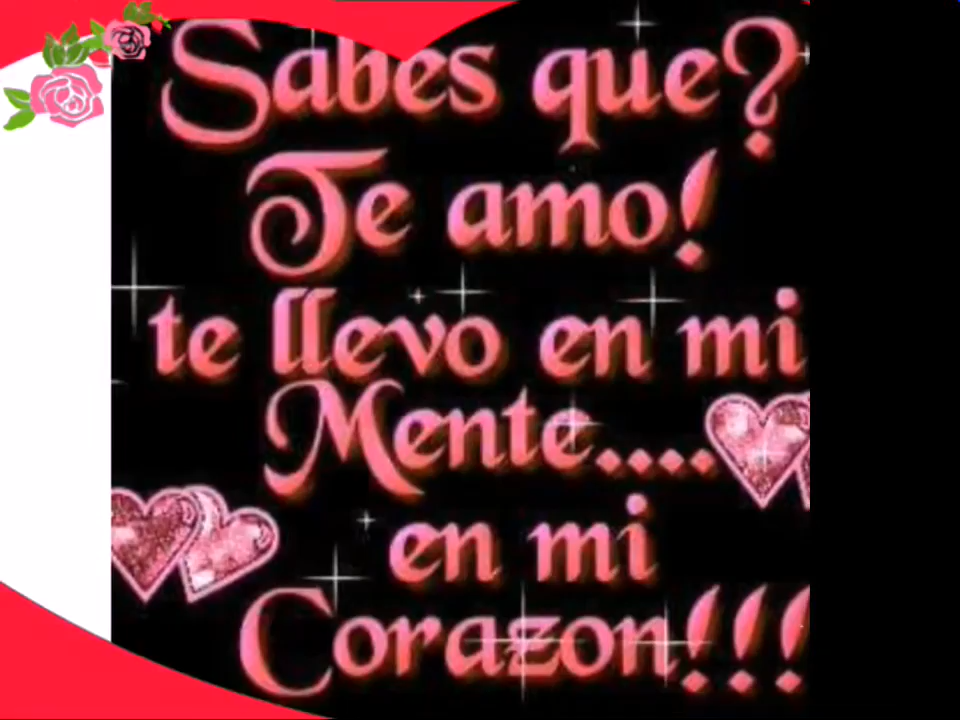 Sabes que?
Te amo!
te llevo en mi
Mente....
en mi
Corazon!!!